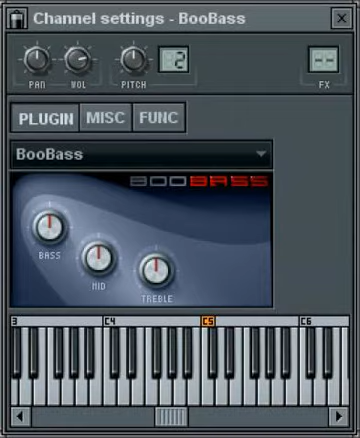 Channel settings - BooBass
PAN VOL PITCH 2 -- FX
PLUGIN MISC FUNC
BooBass
BOOBASS
BASS
MID
TREBLE
3 C4 C5 C6